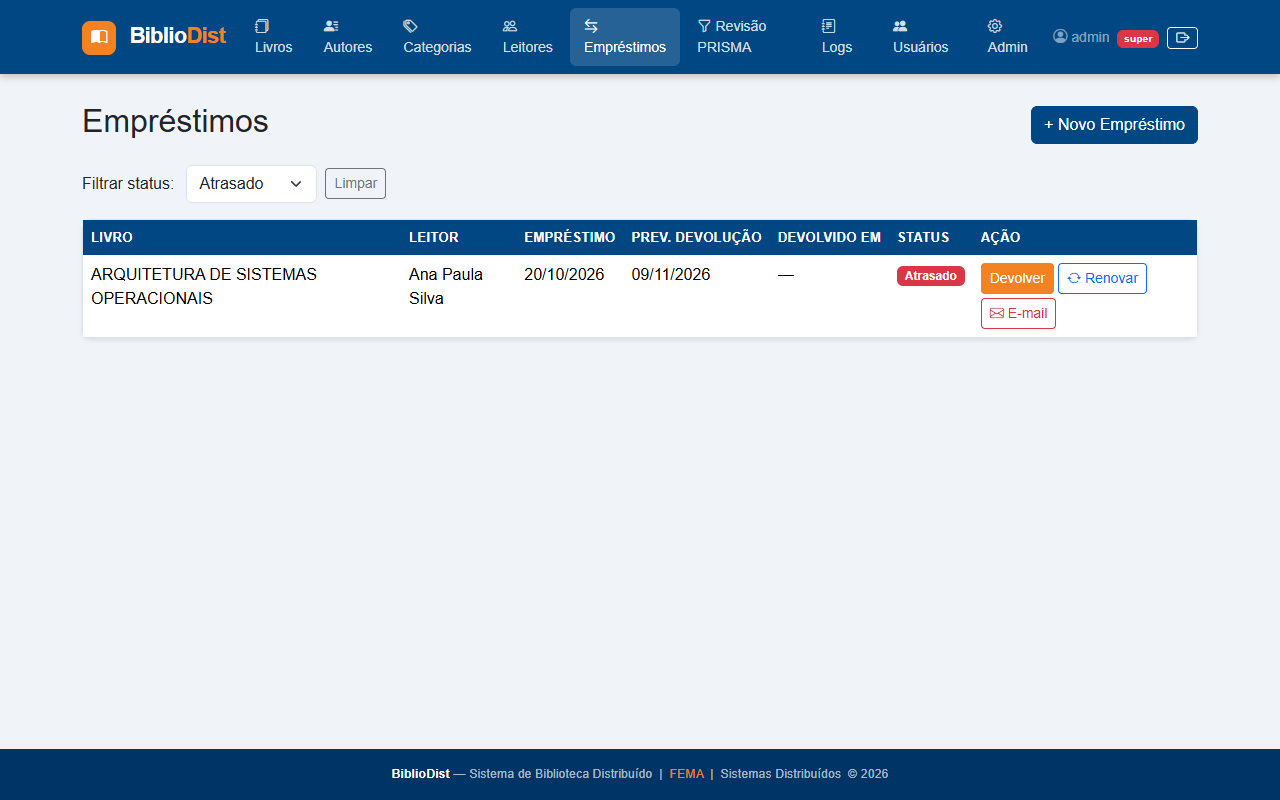 BiblioDist
Livros
Autores
Categorias
Leitores
Empréstimos
Revisão
PRISMA
Logs
Usuários
Admin
admin super
Empréstimos
+ Novo Empréstimo
Filtrar status: Atrasado Limpar
LIVRO LEITOR EMPRÉSTIMO PREV. DEVOLUÇÃO DEVOLVIDO EM STATUS AÇÃO
ARQUITETURA DE SISTEMAS
OPERACIONAIS
Ana Paula
Silva
20/10/2026
09/11/2026
—
Atrasado
Devolver
Renovar
E-mail
BiblioDist — Sistema de Biblioteca Distribuído | FEMA | Sistemas Distribuídos © 2026